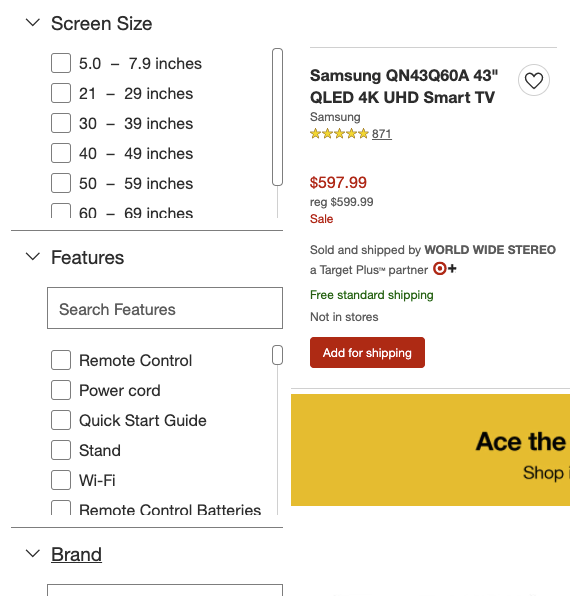 Screen Size
5.0 – 7.9 inches
21 – 29 inches
30 – 39 inches
40 – 49 inches
50 – 59 inches
60 – 69 inches
Features
Search Features
Remote Control
Power cord
Quick Start Guide
Stand
Wi-Fi
Remote Control Batteries
Brand
Samsung QN43Q60A 43"
QLED 4K UHD Smart TV
Samsung
871
$597.99
reg $599.99
Sale
Sold and shipped by WORLD WIDE STEREO
a Target Plus™ partner
Free standard shipping
Not in stores
Add for shipping
Ace the
Shop